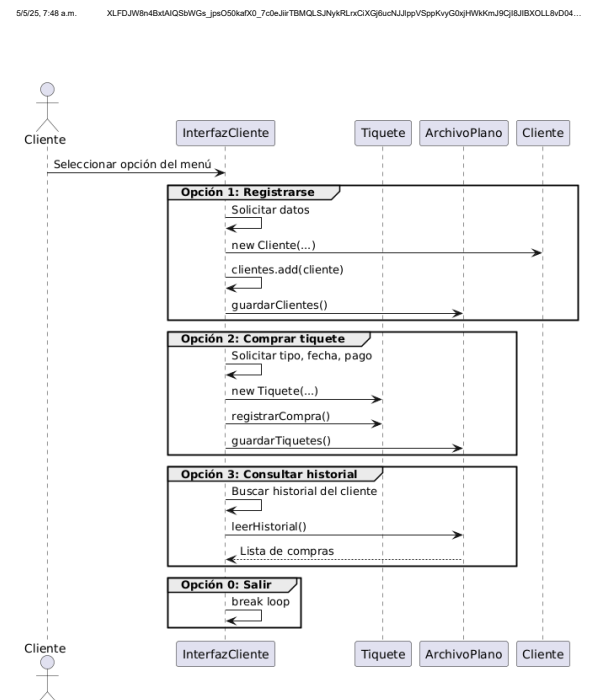 5/5/25, 7:48 a.m.
Cliente
InterfazCliente
Tiquete
ArchivoPlano
Cliente
Seleccionar opción del menú
Opción 1: Registrarse
Solicitar datos
new Cliente(...)
clientes.add(cliente)
guardarClientes()
Opción 2: Comprar tiquete
Solicitar tipo, fecha, pago
new Tiquete(...)
registrarCompra()
guardarTiquetes()
Opción 3: Consultar historial
Buscar historial del cliente
leerHistorial()
Lista de compras
Opción 0: Salir
break loop
Cliente
InterfazCliente
Tiquete
ArchivoPlano
Cliente